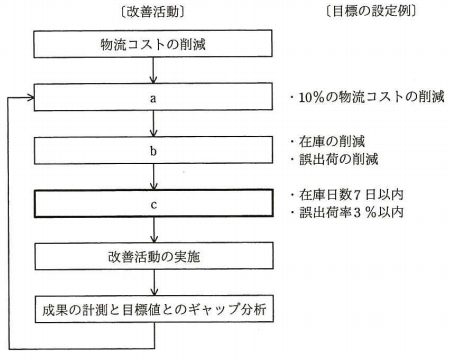 〔改善活動〕 〔目標の設定例〕
物流コストの削減
a ・10%の物流コストの削減
b ・在庫の削減
・誤出荷の削減
c ・在庫日数7日以内
・誤出荷率3%以内
改善活動の実施
成果の計測と目標値とのギャップ分析